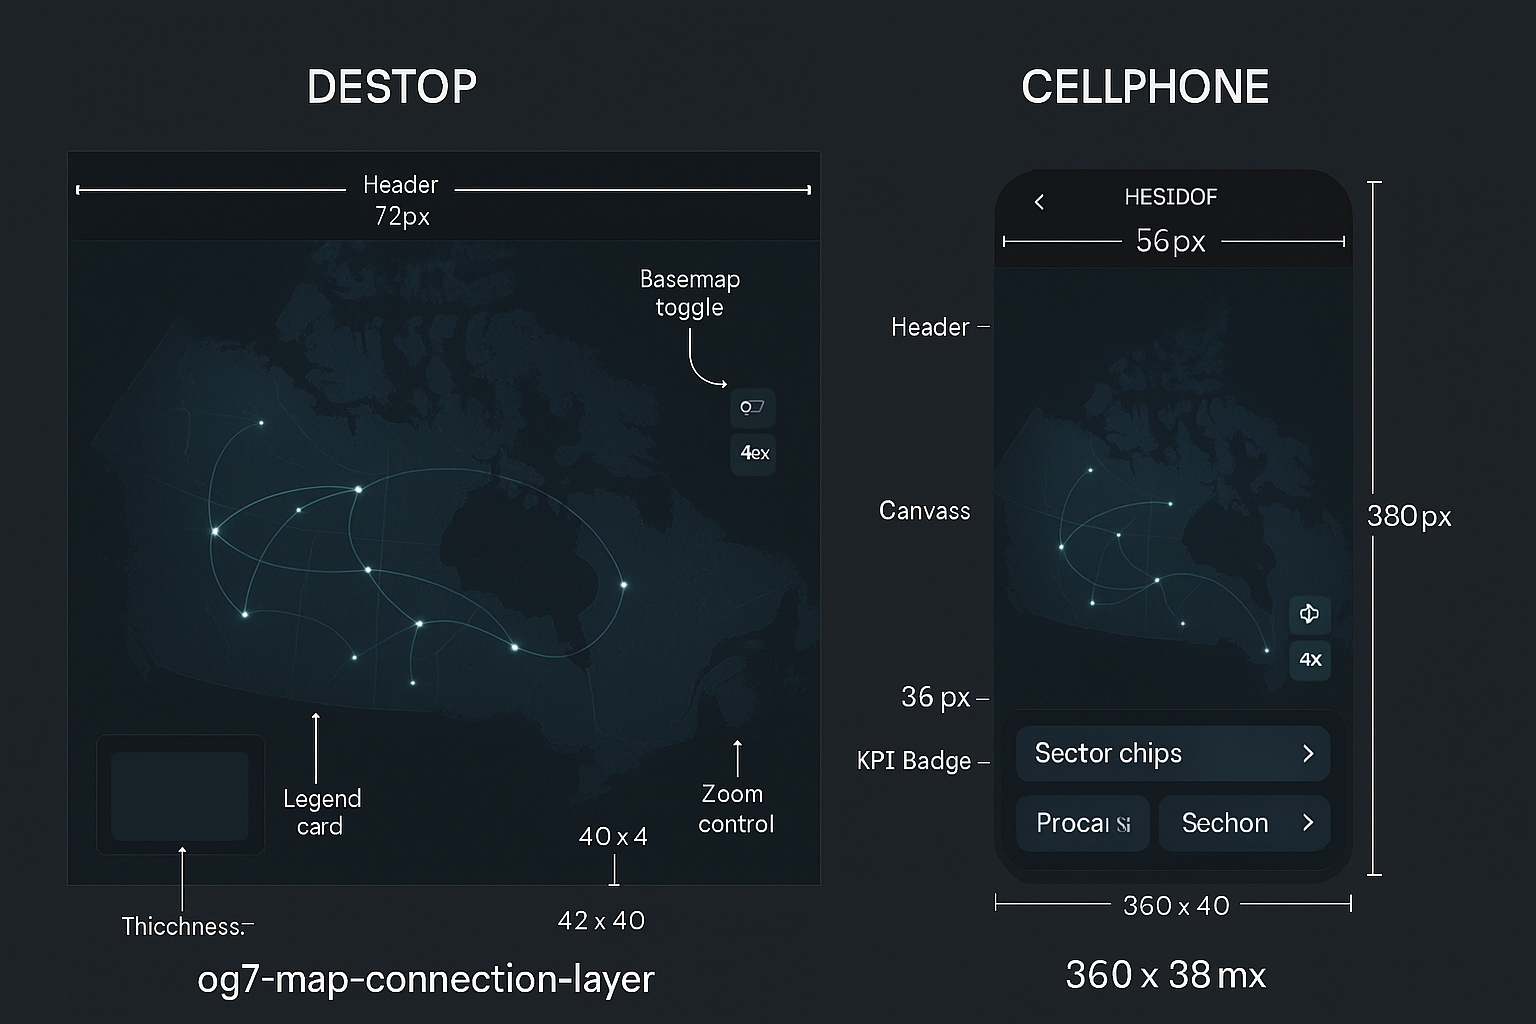 DESTOP
Header
72px
Basemap
toggle
4ex
Legend
card
Zoom
control
40 x 4
Thicchness.
42 x 40
og7-map-connection-layer
CELLPHONE
HESIDOF
56px
Header
Canvass
380px
4x
36 px
KPI Badge
Sector chips
Procaı Si
Sechon
360 x 40
360 x 38 mx